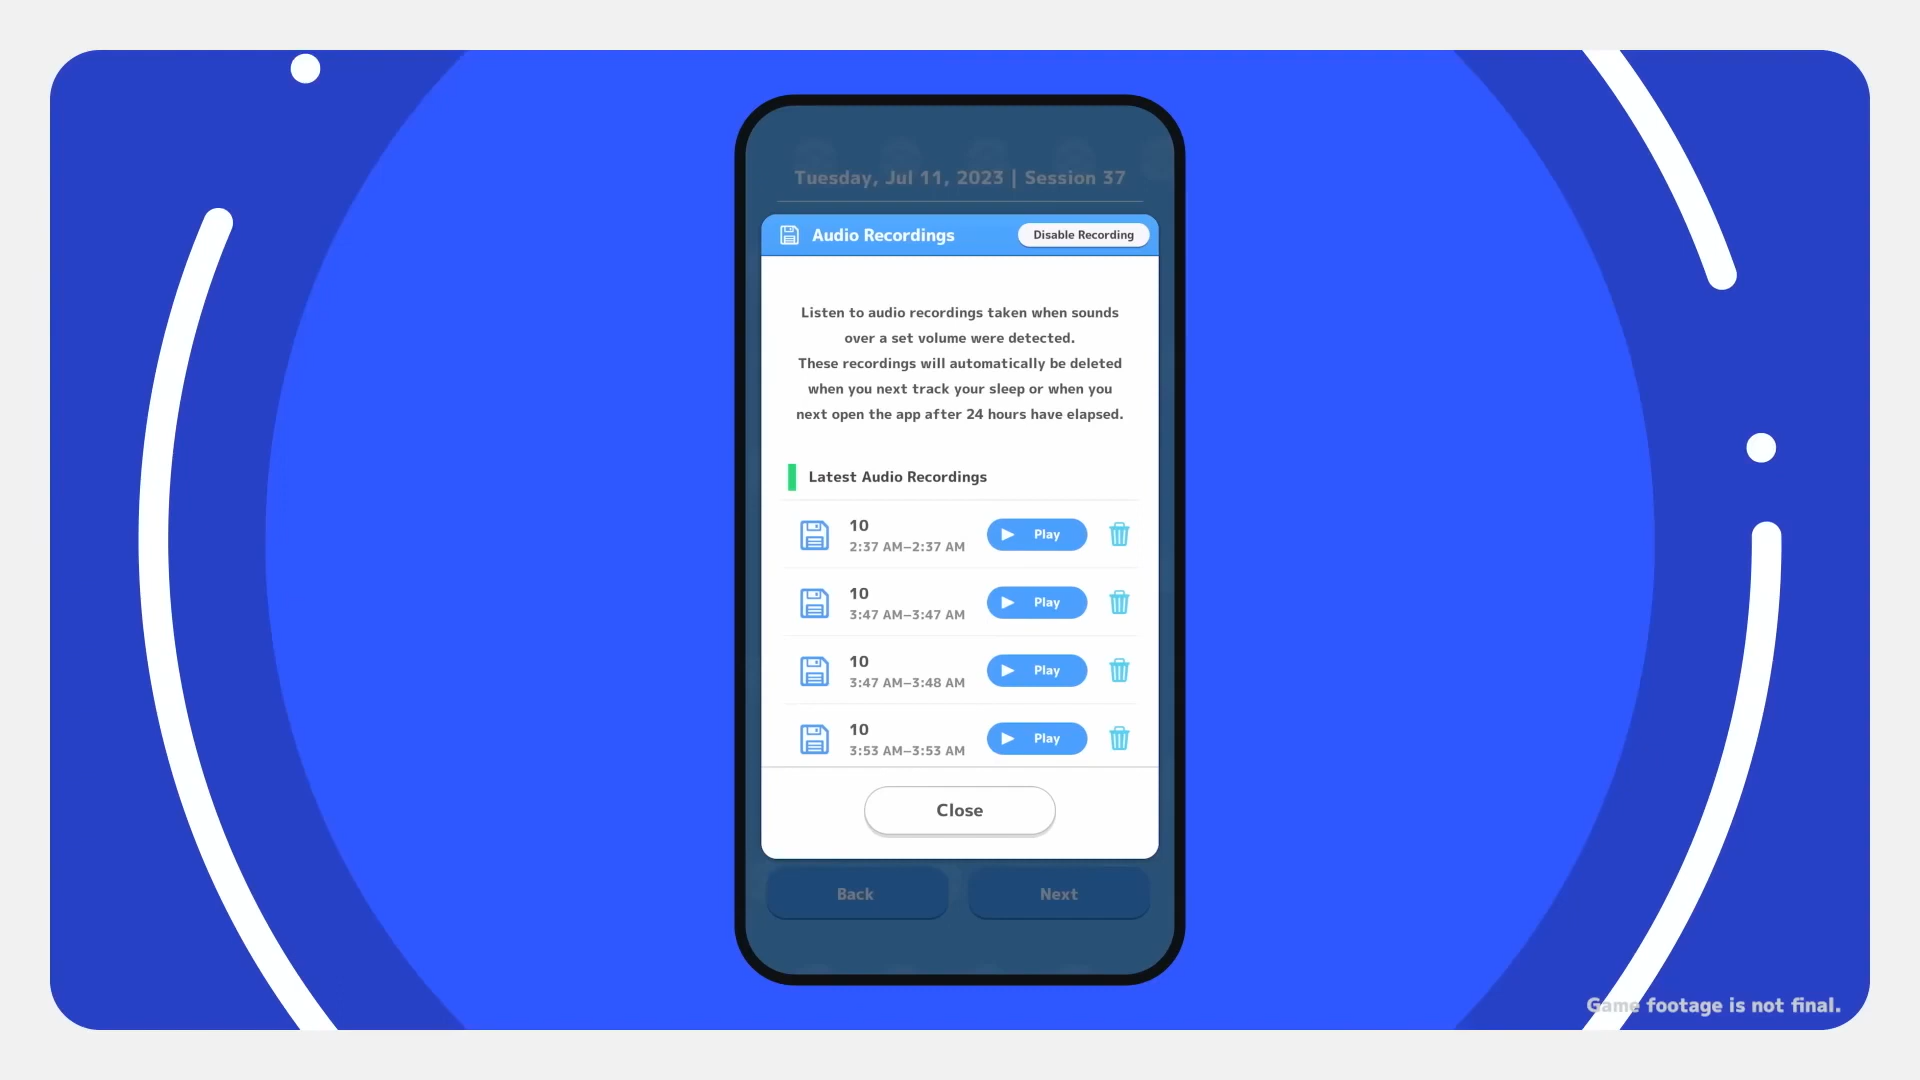 Tuesday, Jul 11, 2023 | Session 37
Audio Recordings
Disable Recording
Listen to audio recordings taken when sounds
over a set volume were detected.
These recordings will automatically be deleted
when you next track your sleep or when you
next open the app after 24 hours have elapsed.
Latest Audio Recordings
10
2:37 AM–2:37 AM
Play
10
3:47 AM–3:47 AM
Play
10
3:47 AM–3:48 AM
Play
10
3:53 AM–3:53 AM
Play
Close
Back
Next
Game footage is not final.